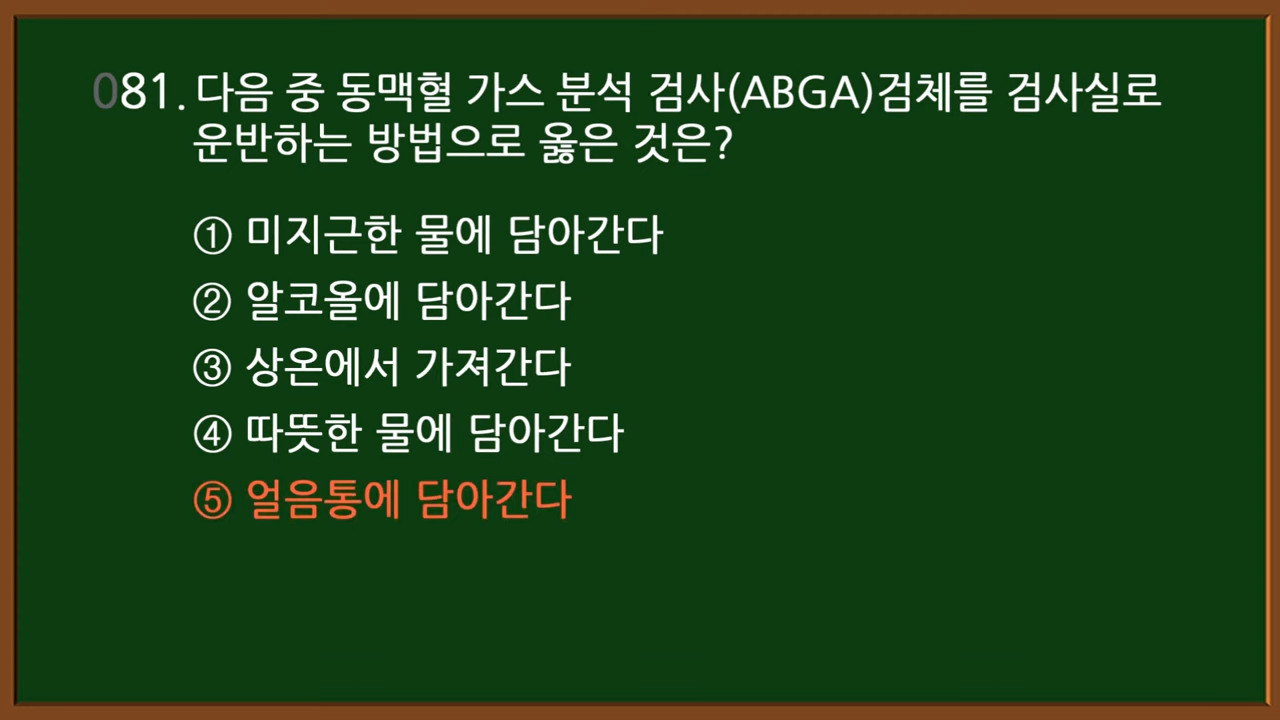 081. 다음 중 동맥혈 가스 분석 검사(ABGA)검체를 검사실로
운반하는 방법으로 옳은 것은?
① 미지근한 물에 담아간다
② 알코올에 담아간다
③ 상온에서 가져간다
④ 따뜻한 물에 담아간다
⑤ 얼음통에 담아간다